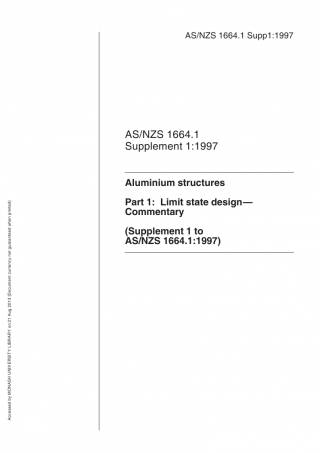 AS/NZS 1664.1 Supp1:1997
AS/NZS 1664.1
Supplement 1:1997
Aluminium structures
Part 1: Limit state design—
Commentary
(Supplement 1 to
AS/NZS 1664.1:1997)
Accessed by MONASH UNIVERSITY LIBRARY on 21 Aug 2013 (Document currency not guaranteed when printed)